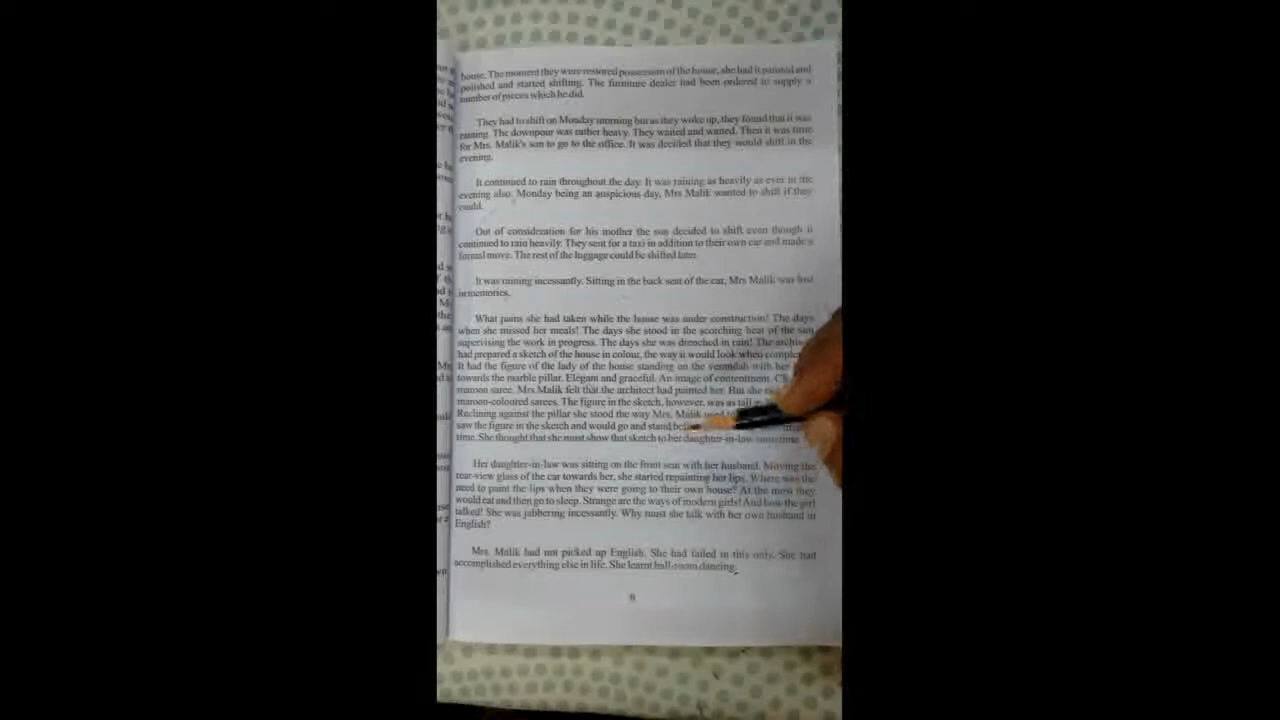 house. The moment they were restored possession of the house, she had it painted and
polished and started shifting. The furniture dealer had been ordered to supply a
number of pieces which he did.
They had to shift on Monday morning but as they woke up, they found that it was
raining. The downpour was rather heavy. They waited and waited. Then it was time
for Mrs. Malik's son to go to the office. It was decided that they would shift in the
evening.
It continued to rain throughout the day. It was raining as heavily as ever in the
evening also. Monday being an auspicious day, Mrs Malik wanted to shift if they
could.
Out of consideration for his mother the son decided to shift even though it
continued to rain heavily. They sent for a taxi in addition to their own car and made a
formal move. The rest of the luggage could be shifted later.
It was raining incessantly. Sitting in the back seat of the car, Mrs Malik was lost
in memories.
What pains she had taken while the house was under construction! The days
when she missed her meals! The days she stood in the scorching heat of the sun
supervising the work in progress. The days she was drenched in rain! The
had prepared a sketch of the house in colour, the way it would look when
It had the figure of the lady of the house standing on the verandah with her
towards the marble pillar. Elegant and graceful. An image of contentment.
maroon saree. Mrs Malik felt that the architect had painted her. But she
maroon-coloured sarees. The figure in the sketch, however, was as tall
Reclining against the pillar she stood the way Mrs. Malik used
saw the figure in the sketch and would go and stand
time. She thought that she must show that sketch to her daughter-in-law sometime.
Her daughter-in-law was sitting on the front seat with her husband. Moving the
rear-view glass of the car towards her, she started repainting her lips. Where was the
need to paint the lips when they were going to their own house? At the most they
would eat and then go to sleep. Strange are the ways of modern girls! And how the girl
talked! She was jabbering incessantly. Why must she talk with her own husband in
English?
Mrs. Malik had not picked up English. She had failed in this only. She had
accomplished everything else in life. She learnt ball-room dancing.